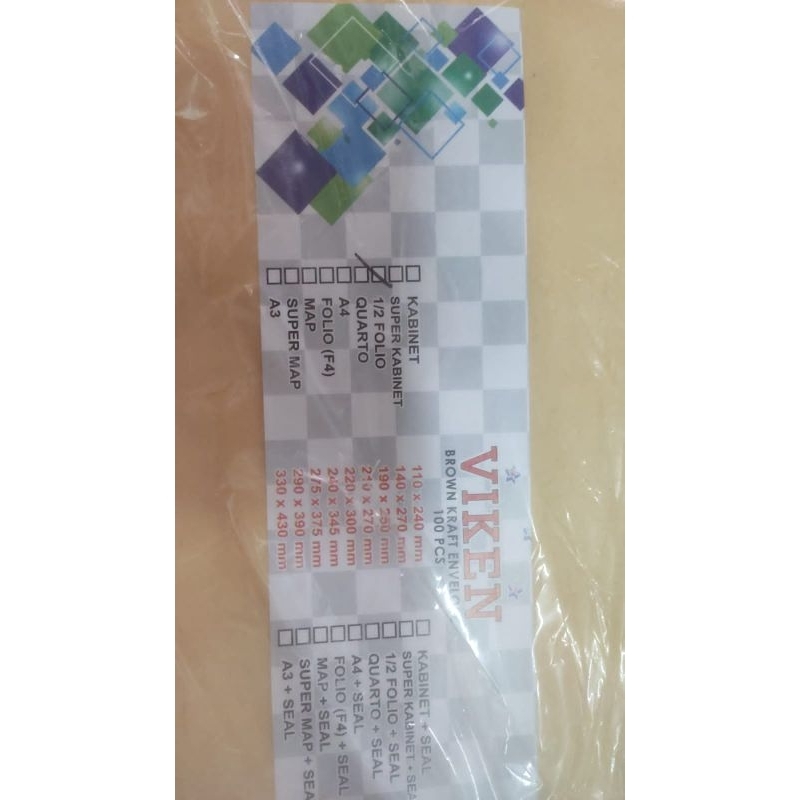 VIKEN
BROWN KRAFT ENVELO
100 PCS
KABINET 110 x 240 mm KABINET + SEAL
SUPER KABINET 140 x 270 mm SUPER KABINET + SEA
1/2 FOLIO 190 x 250 mm 1/2 FOLIO + SEAL
QUARTO 210 x 270 mm QUARTO + SEAL
A4 220 x 300 mm A4 + SEAL
FOLIO (F4) 240 x 345 mm FOLIO (F4) + SEAL
MAP 275 x 375 mm MAP + SEAL
SUPER MAP 290 x 390 mm SUPER MAP + SEA
A3 330 x 430 mm A3 + SEAL